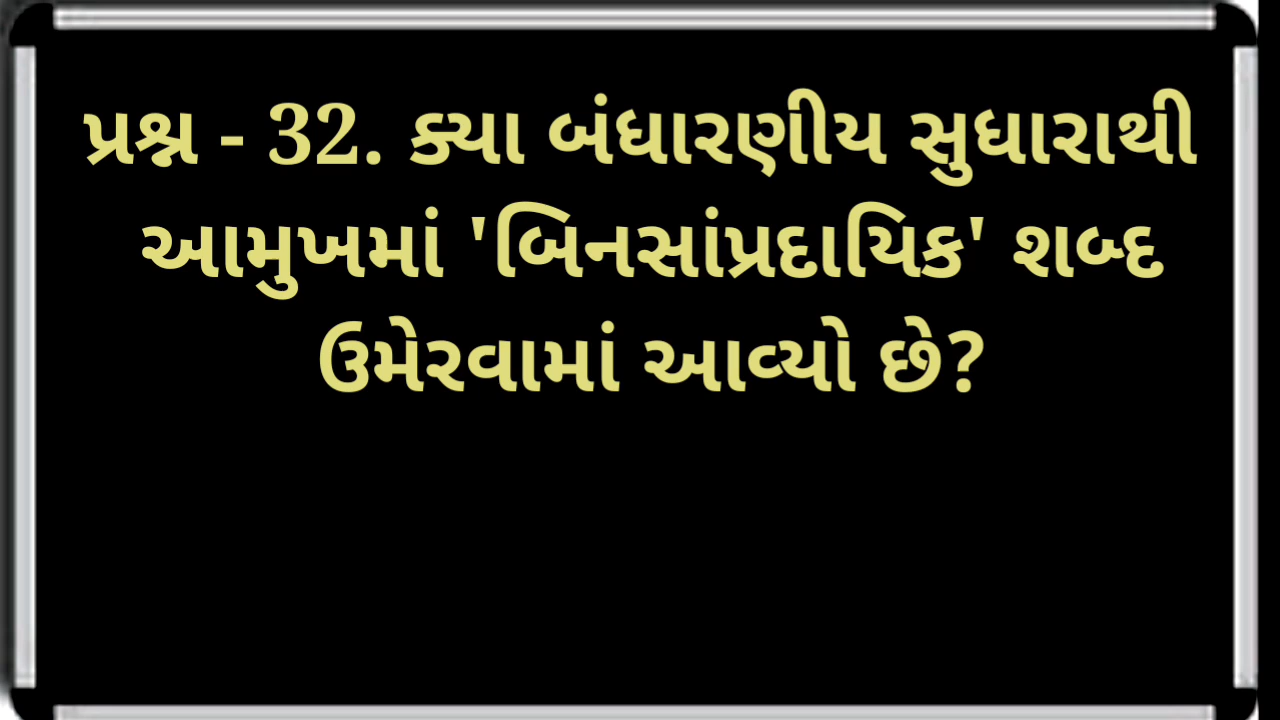 પ્રશ્ન - 32. ક્યા બંધારણીય સુધારાથી
આમુખમાં 'બિનસાંપ્રદાયિક' શબ્દ
ઉમેરવામાં આવ્યો છે?